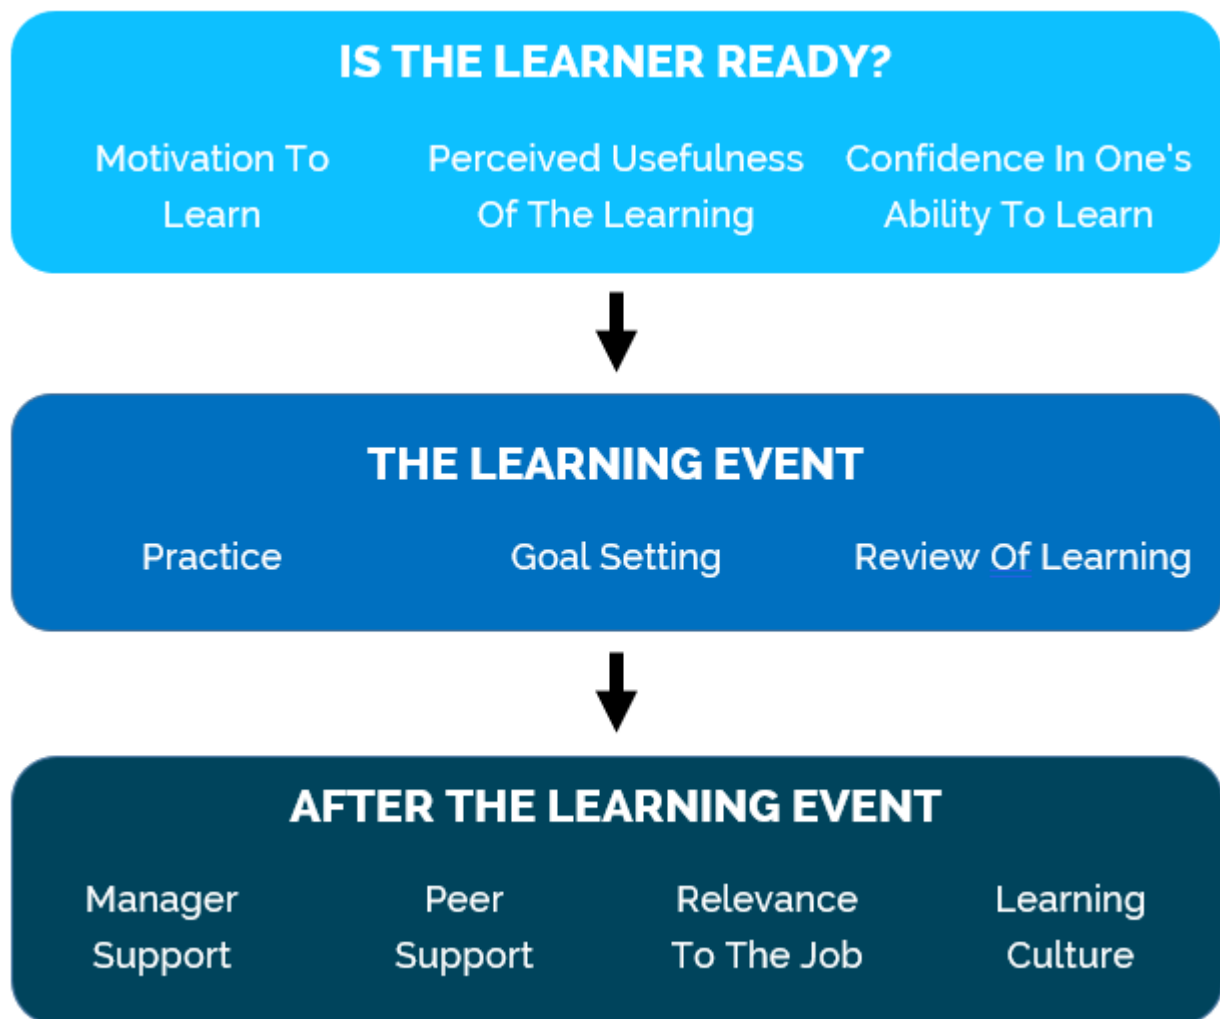 IS THE LEARNER READY?
Motivation To
Learn
Perceived Usefulness
Of The Learning
Confidence In One's
Ability To Learn
THE LEARNING EVENT
Practice
Goal Setting
Review Of Learning
AFTER THE LEARNING EVENT
Manager
Support
Peer
Support
Relevance
To The Job
Learning
Culture